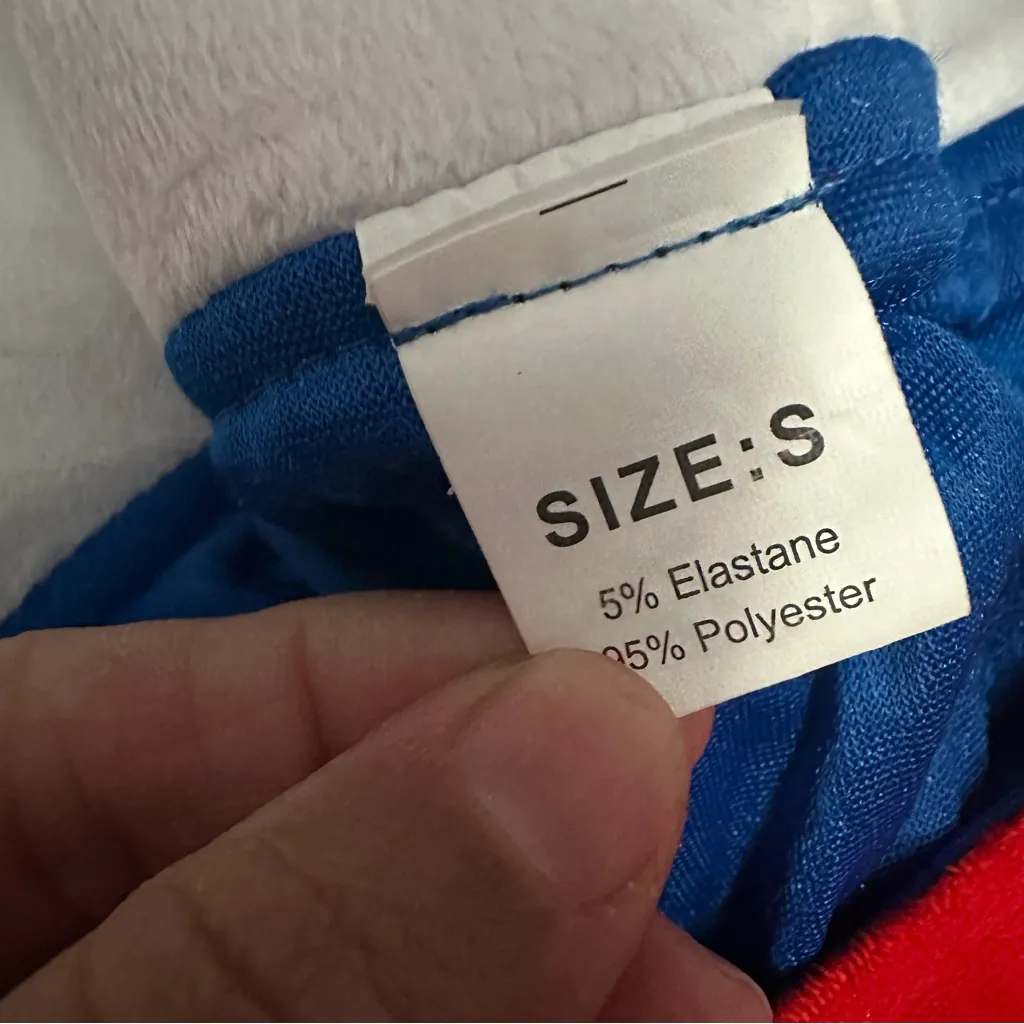 SIZE:S
5% Elastane
95% Polyester